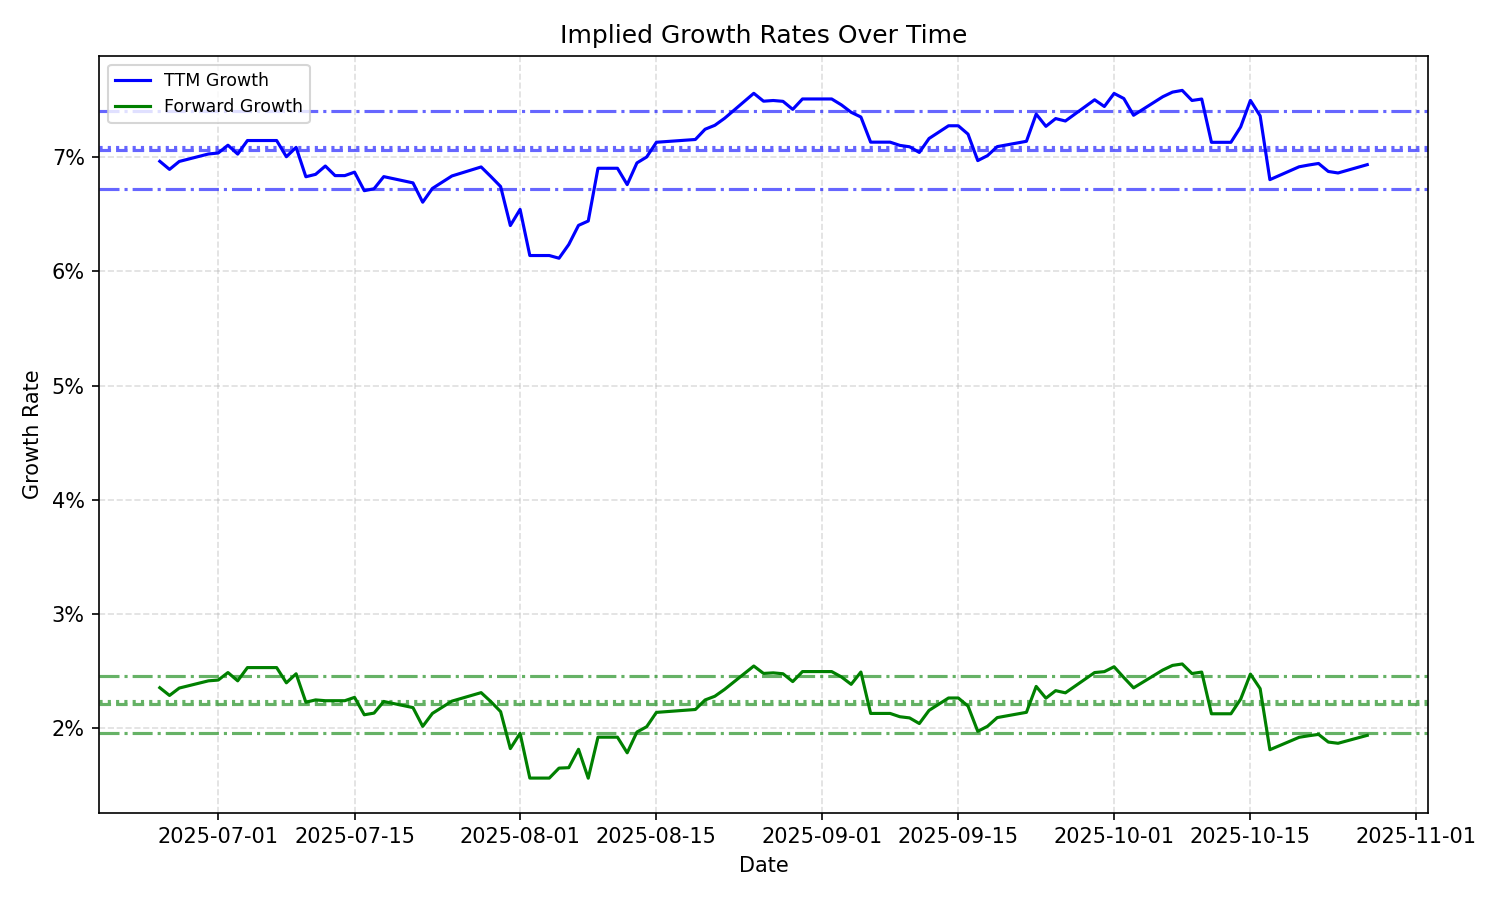 Implied Growth Rates Over Time
TTM Growth
Forward Growth
7%
6%
5%
4%
3%
2%
Growth Rate
2025-07-01 2025-07-15 2025-08-01 2025-08-15 2025-09-01 2025-09-15 2025-10-01 2025-10-15 2025-11-01
Date